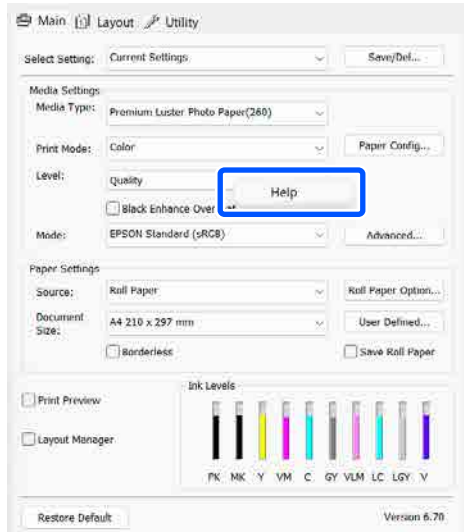 Main Layout Utility
Select Setting: Current Settings Save/Del...
Media Settings
Media Type: Premium Luster Photo Paper(260)
Print Mode: Color Paper Config...
Level: Quality
Help
Black Enhance Over
Mode: EPSON Standard (sRGB) Advanced...
Paper Settings
Source: Roll Paper Roll Paper Option...
Document Size: A4 210 x 297 mm User Defined...
Borderless Save Roll Paper
Ink Levels
Print Preview
Layout Manager
PK MK Y VM C GY VLM LC LGY V
Restore Default Version 6.70